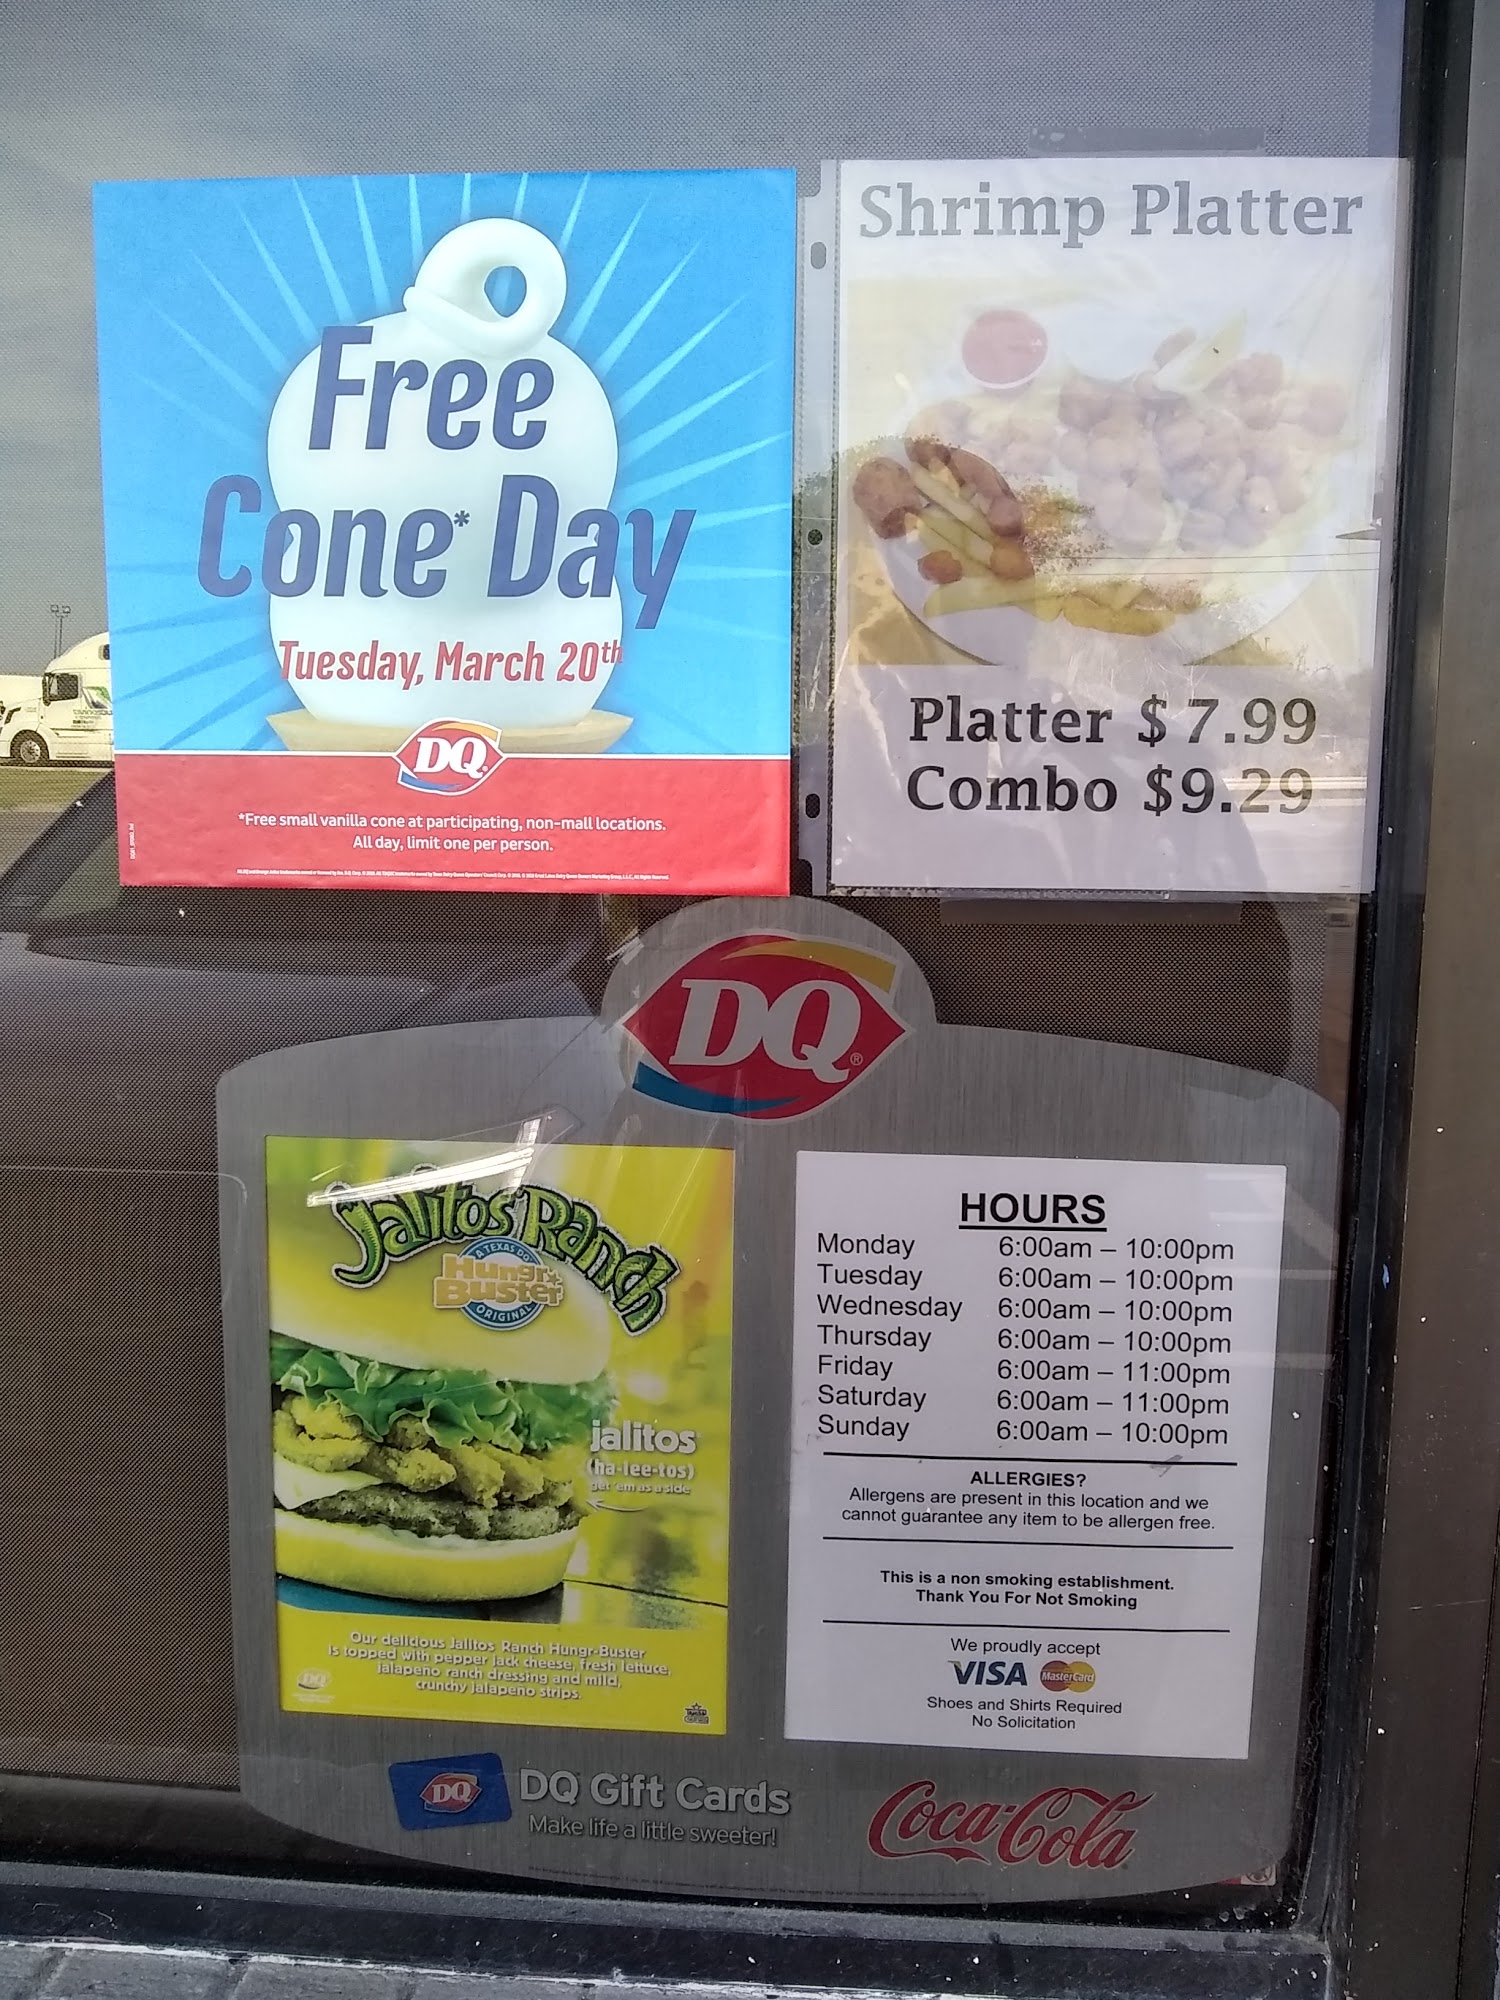 Free
Cone* Day
Tuesday, March 20th
DQ
*Free small vanilla cone at participating, non-mall locations.
All day, limit one per person.
Shrimp Platter
Platter $7.99
Combo $9.29
DQ®
Jalitos Ranch
A TEXAS DQ
Hungr
Buster
ORIGINAL
jalitos
(ha-lee-tos)
get 'em as a side
Our delicious Jalitos Ranch Hungr-Buster
is topped with pepper jack cheese, fresh lettuce,
jalapeño ranch dressing and mild,
crunchy jalapeño strips.
DQ
HOURS
Monday 6:00am – 10:00pm
Tuesday 6:00am – 10:00pm
Wednesday 6:00am – 10:00pm
Thursday 6:00am – 10:00pm
Friday 6:00am – 11:00pm
Saturday 6:00am – 11:00pm
Sunday 6:00am – 10:00pm
ALLERGIES?
Allergens are present in this location and we
cannot guarantee any item to be allergen free.
This is a non smoking establishment.
Thank You For Not Smoking
We proudly accept
VISA MasterCard
Shoes and Shirts Required
No Solicitation
DQ
DQ Gift Cards
Make life a little sweeter!
Coca-Cola